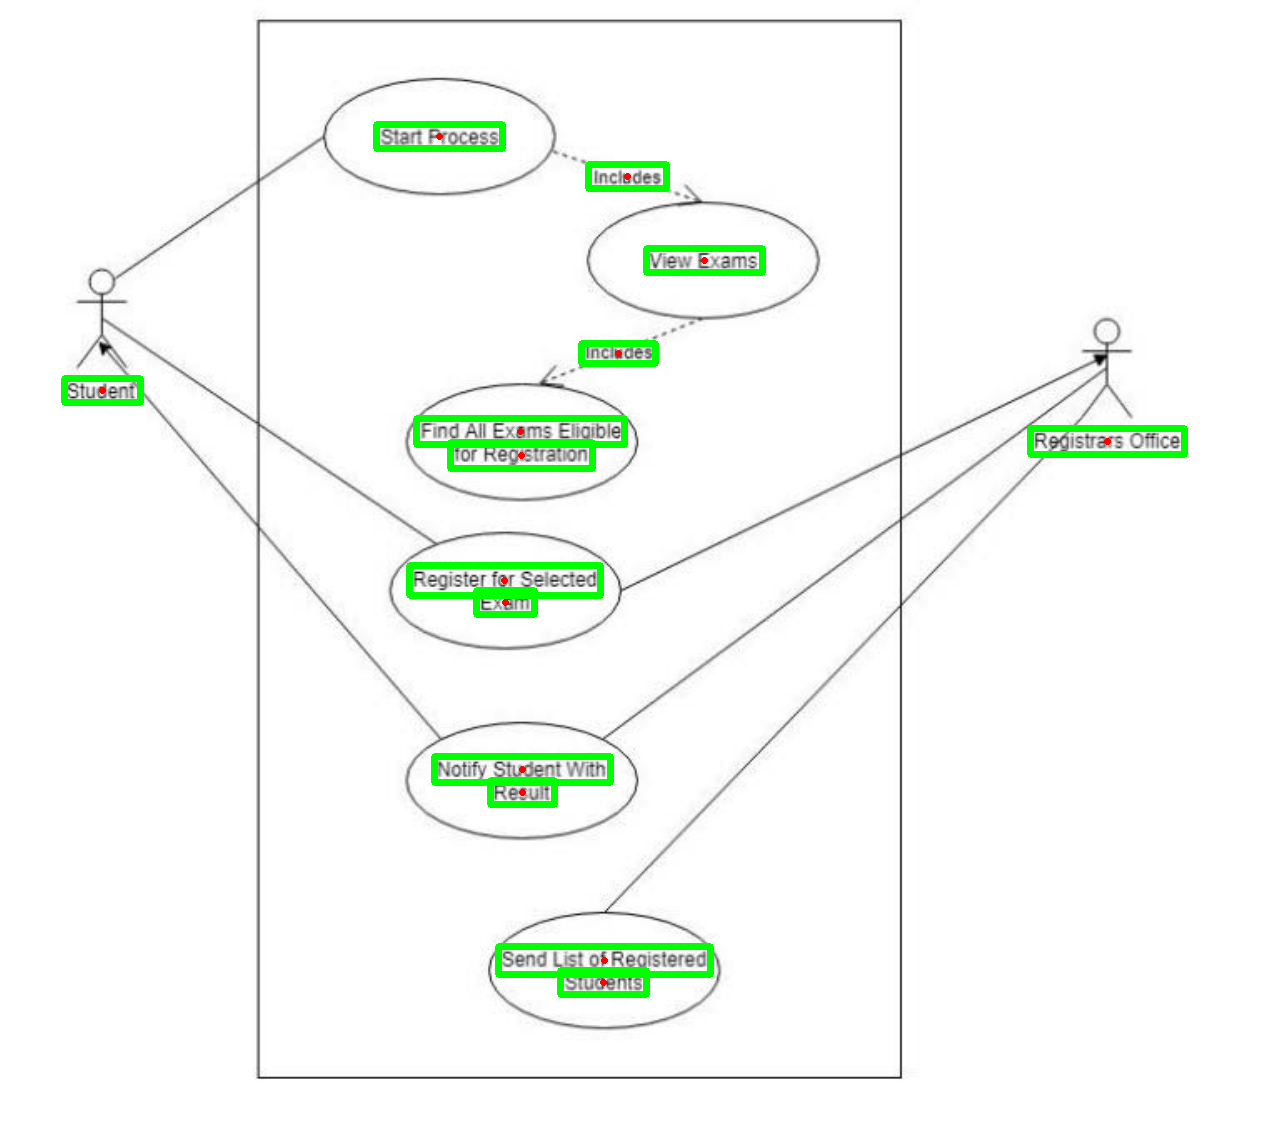 Start Process
Includes
View Exams
Includes
Student
Find All Exams Eligible
for Registration
Registrars Office
Register for Selected
Exam
Notify Student With
Result
Send List of Registered
Students